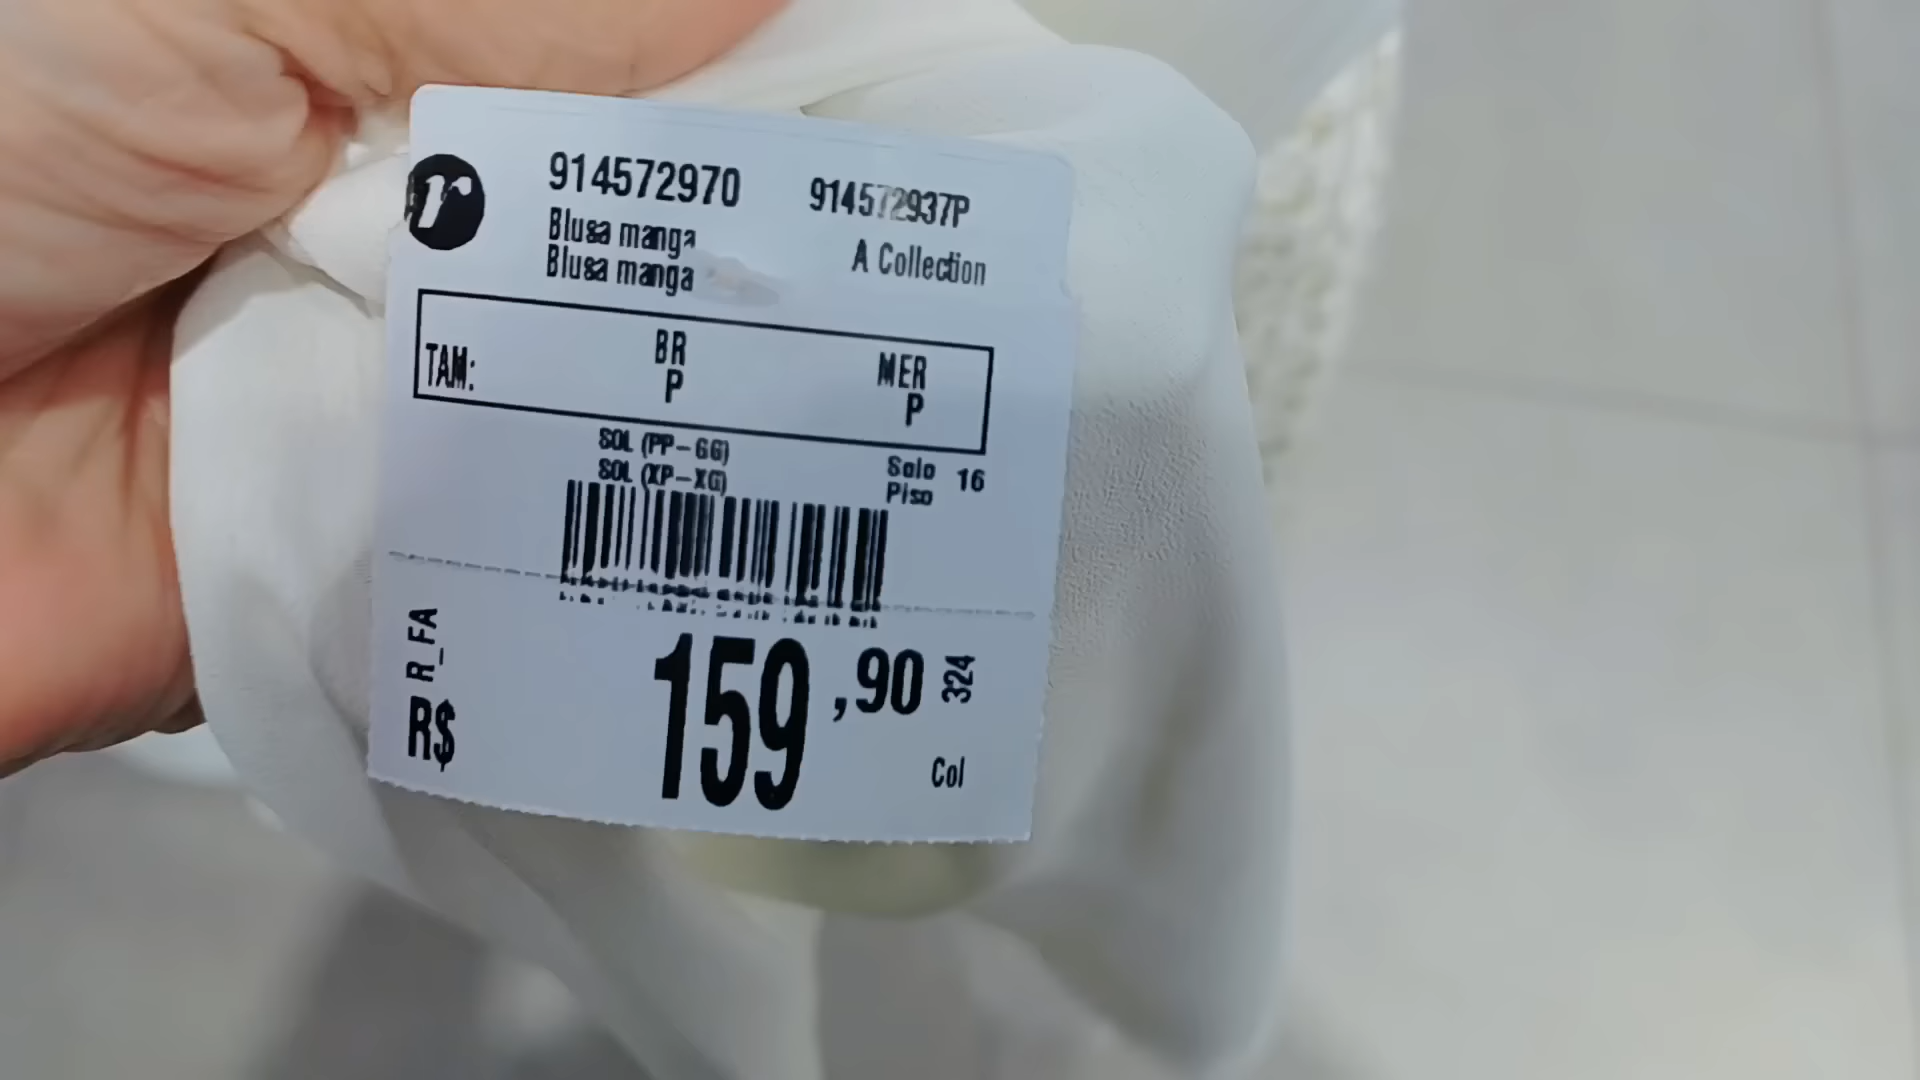 r
914572970 914572937P
Blusa manga A Collection
Blusa manga
BR MER
TAM: P P
SOL (PP-GG) Solo 16
SOL (XP-XG) Piso
R_FA
R$ 159,90 324
Col